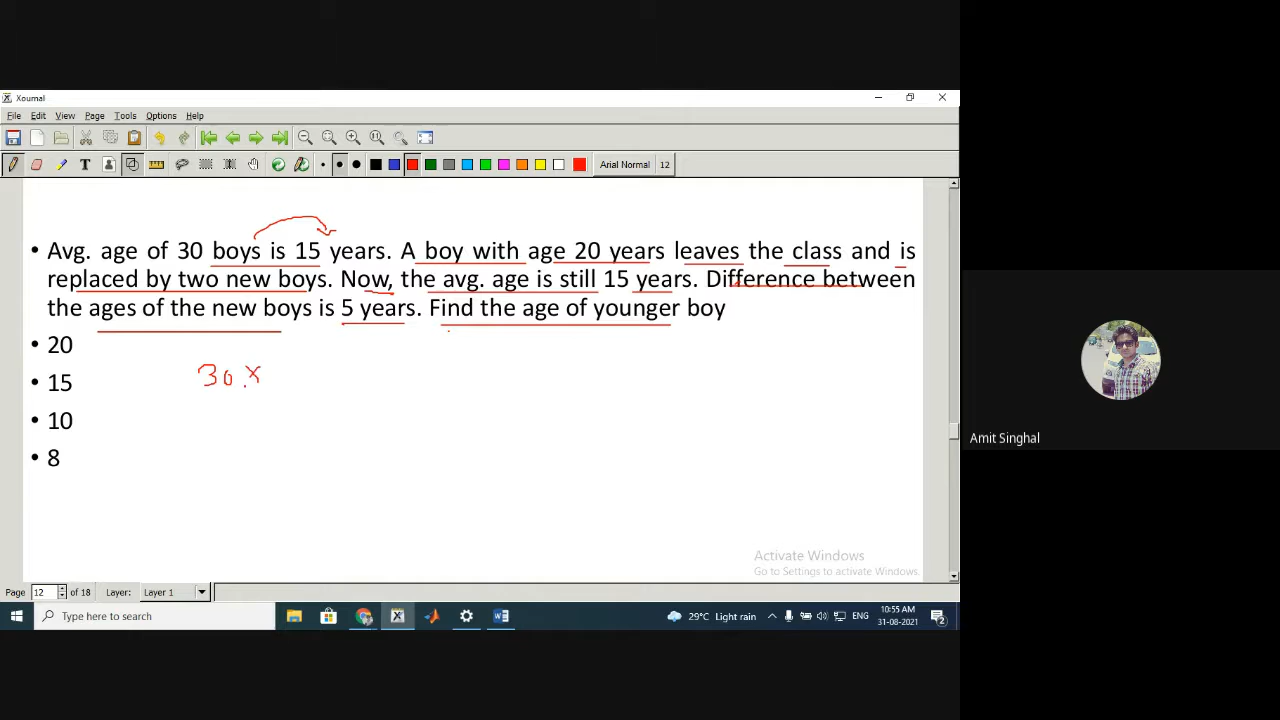 Xournal
File Edit View Page Tools Options Help
Arial Normal 12
• Avg. age of 30 boys is 15 years. A boy with age 20 years leaves the class and is
replaced by two new boys. Now, the avg. age is still 15 years. Difference between
the ages of the new boys is 5 years. Find the age of younger boy
• 20
• 15
30 x
• 10
• 8
Amit Singhal
Activate Windows
Go to Settings to activate Windows.
Page 12 of 18 Layer: Layer 1
Type here to search 29°C Light rain ENG 10:55 AM
31-08-2021 2